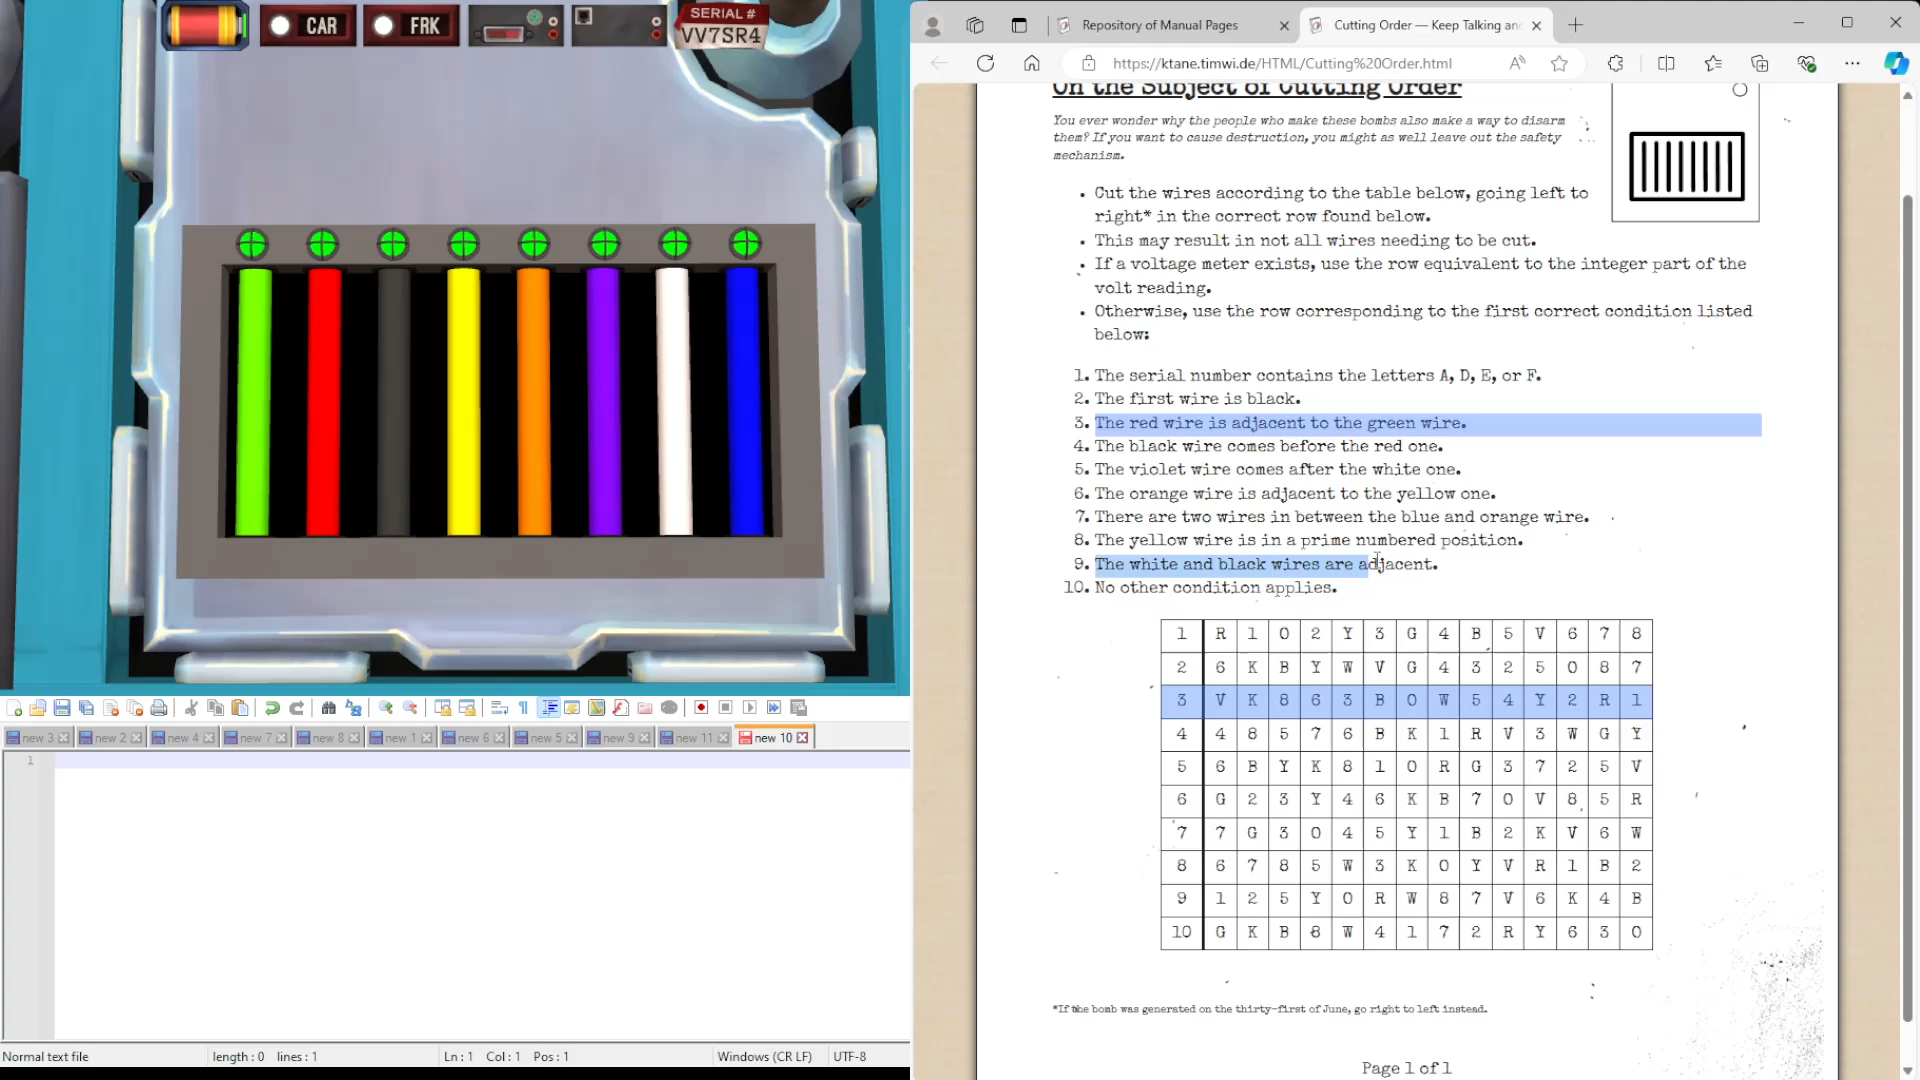 CAR
FRK
SERIAL #
VV7SR4
Repository of Manual Pages
Cutting Order — Keep Talking an
https://ktane.timwi.de/HTML/Cutting%20Order.html
On the Subject of Cutting Order
You ever wonder why the people who make these bombs also make a way to disarm
them? If you want to cause destruction, you might as well leave out the safety
mechanism.
• Cut the wires according to the table below, going left to
right* in the correct row found below.
• This may result in not all wires needing to be cut.
• If a voltage meter exists, use the row equivalent to the integer part of the
volt reading.
• Otherwise, use the row corresponding to the first correct condition listed
below:
1. The serial number contains the letters A, D, E, or F.
2. The first wire is black.
3. The red wire is adjacent to the green wire.
4. The black wire comes before the red one.
5. The violet wire comes after the white one.
6. The orange wire is adjacent to the yellow one.
7. There are two wires in between the blue and orange wire.
8. The yellow wire is in a prime numbered position.
9. The white and black wires are adjacent.
10. No other condition applies.
1 R 1 O 2 Y 3 G 4 B 5 V 6 7 8
2 6 K B Y W V G 4 3 2 5 O 8 7
3 V K 8 6 3 B O W 5 4 Y 2 R 1
4 4 8 5 7 6 B K 1 R V 3 W G Y
5 6 B Y K 8 1 O R G 3 7 2 5 V
6 G 2 3 Y 4 6 K B 7 O V 8 5 R
7 7 G 3 O 4 5 Y 1 B 2 K V 6 W
8 6 7 8 5 W 3 K O Y V R 1 B 2
9 1 2 5 Y O R W 8 7 V 6 K 4 B
10 G K B 8 W 4 1 7 2 R Y 6 3 O
*If the bomb was generated on the thirty-first of June, go right to left instead.
Page 1 of 1
new 3 new 2 new 4 new 7 new 8 new 1 new 6 new 5 new 9 new 11 new 10
1
Normal text file length : 0 lines : 1 Ln : 1 Col : 1 Pos : 1 Windows (CR LF) UTF-8